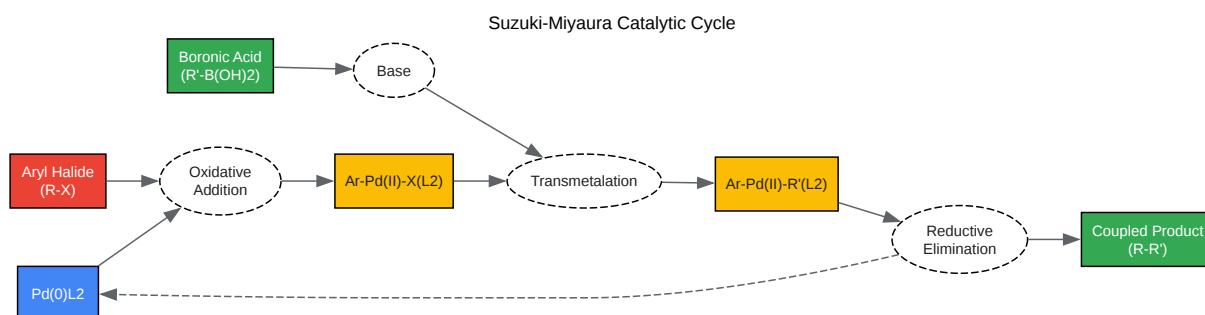 Suzuki-Miyaura Catalytic Cycle
Boronic Acid
(R'-B(OH)2)
Base
Aryl Halide
(R-X)
Oxidative
Addition
Ar-Pd(II)-X(L2)
Transmetalation
Ar-Pd(II)-R'(L2)
Reductive
Elimination
Coupled Product
(R-R')
Pd(0)L2